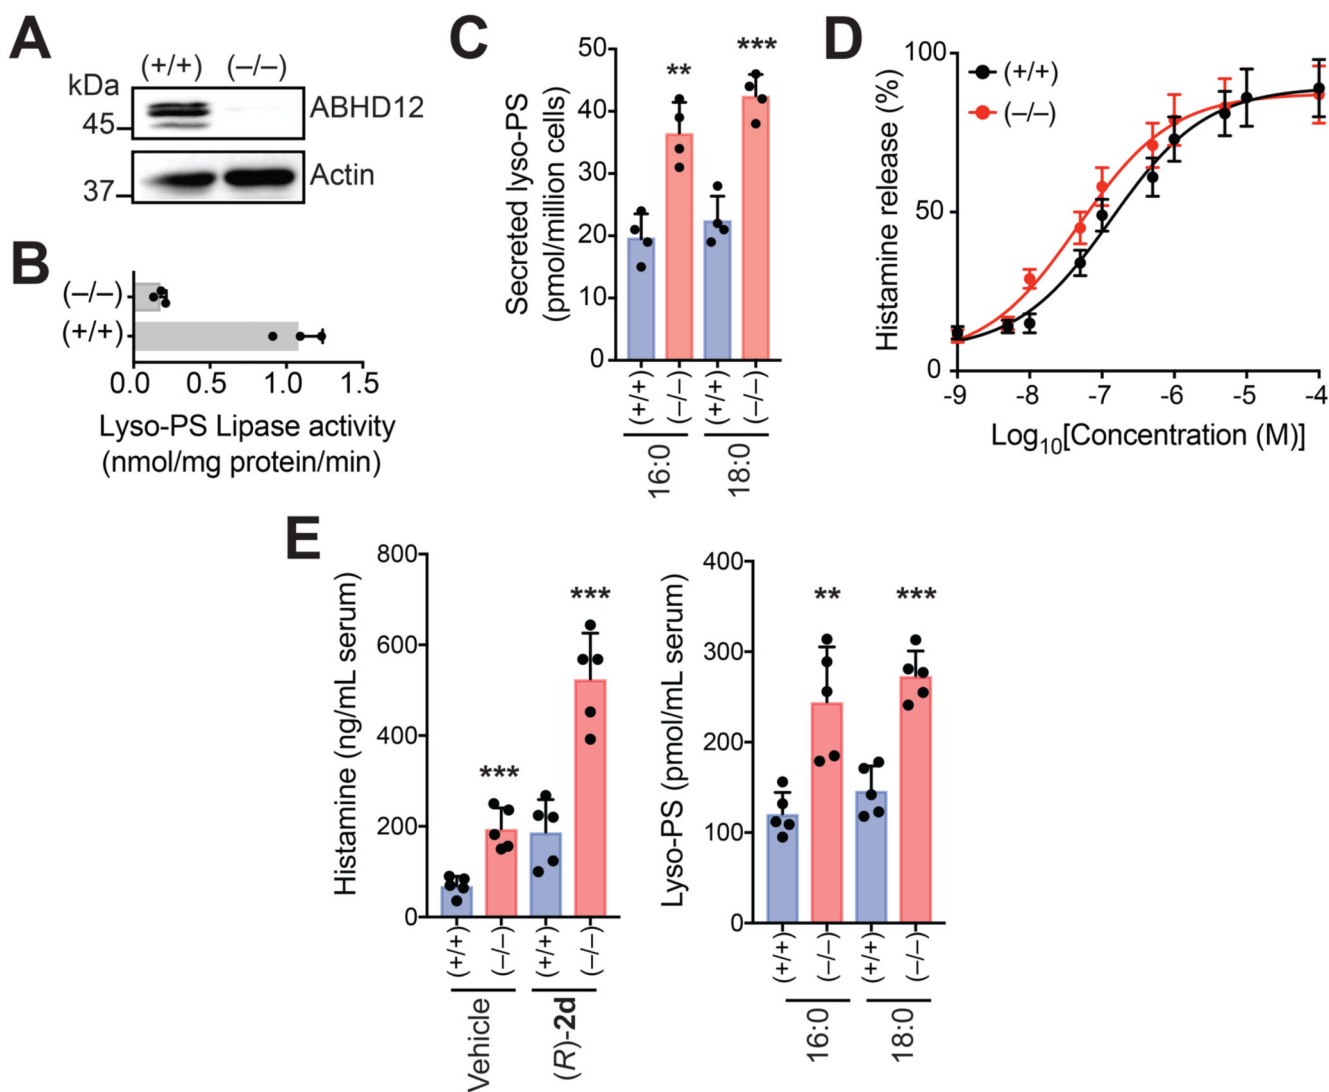 A
(+/+) (–/–)
kDa
ABHD12
45
Actin
37
B
(–/–)
(+/+)
0.0 0.5 1.0 1.5
Lyso-PS Lipase activity
(nmol/mg protein/min)
C
Secreted lyso-PS
(pmol/million cells)
50
40
30
20
10
0
** ***
(+/+) (–/–) (+/+) (–/–)
16:0 18:0
D
Histamine release (%)
100
50
0
(+/+)
(–/–)
-9 -8 -7 -6 -5 -4
Log10[Concentration (M)]
E
Histamine (ng/mL serum)
800
600
400
200
0
*** ***
(+/+) (–/–) (+/+) (–/–)
Vehicle (R)-2d
Lyso-PS (pmol/mL serum)
400
300
200
100
0
** ***
(+/+) (–/–) (+/+) (–/–)
16:0 18:0